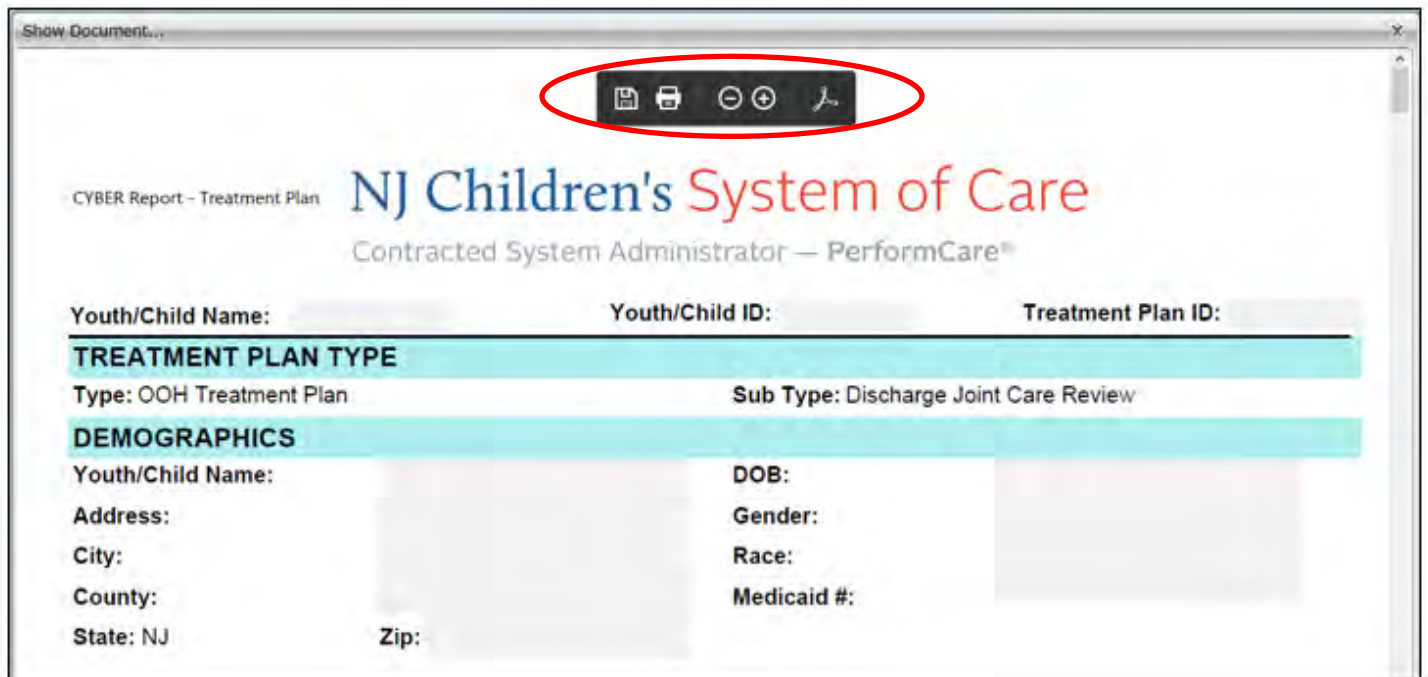 Show Document...
CYBER Report - Treatment Plan NJ Children's System of Care
Contracted System Administrator — PerformCare®
Youth/Child Name: Youth/Child ID: Treatment Plan ID:
TREATMENT PLAN TYPE
Type: OOH Treatment Plan Sub Type: Discharge Joint Care Review
DEMOGRAPHICS
Youth/Child Name: DOB:
Address: Gender:
City: Race:
County: Medicaid #:
State: NJ Zip: